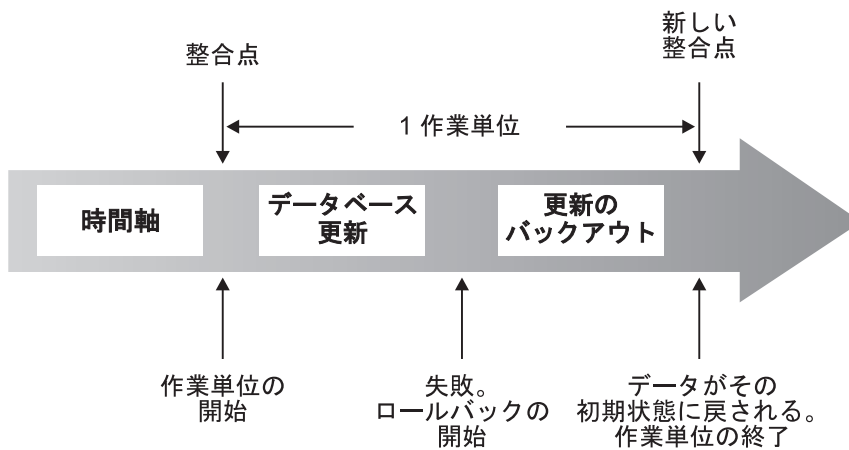 整合点
新しい
整合点
1 作業単位
時間軸
データベース
更新
更新の
バックアウト
作業単位の
開始
失敗。
ロールバックの
開始
データがその
初期状態に戻される。
作業単位の終了